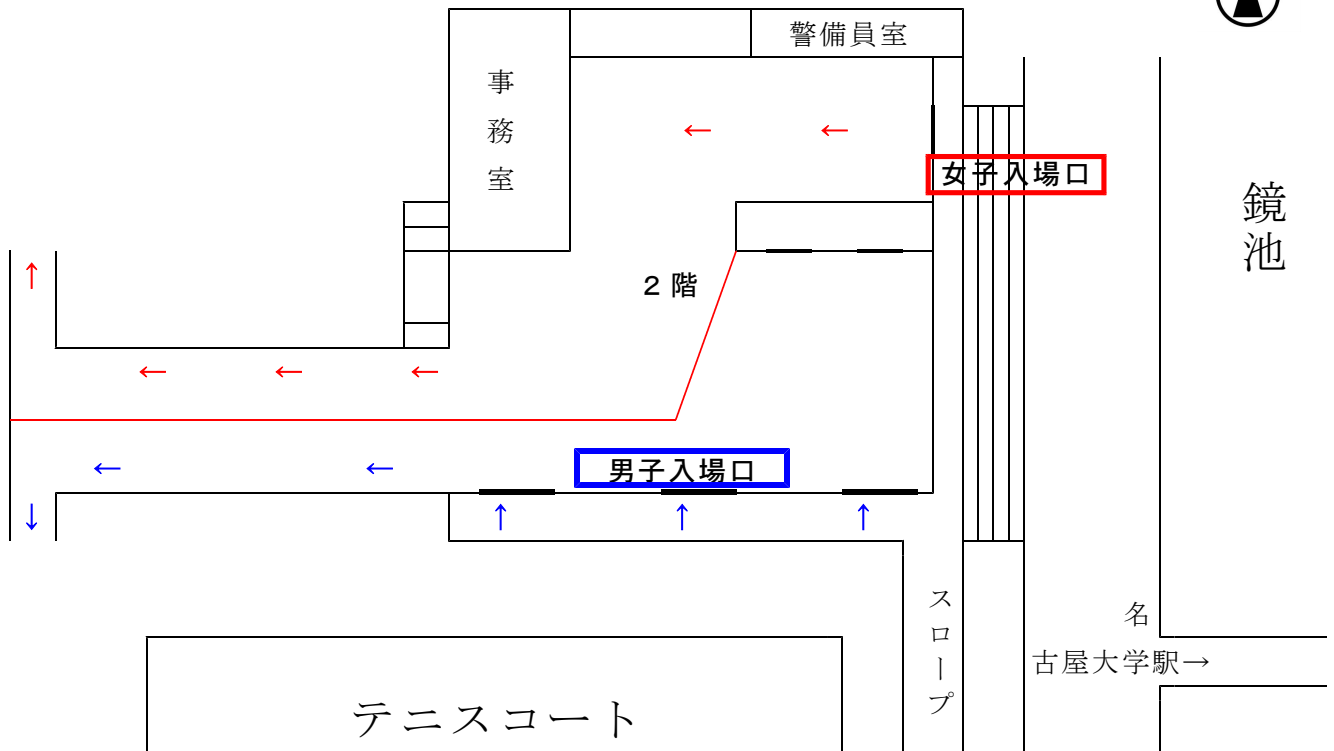 警備員室
事務室
←
←
女子入場口
鏡池
↑
２階
←
←
←
←
←
男子入場口
↓
↑
↑
↑
スロープ
名
古屋大学駅→
テニスコート